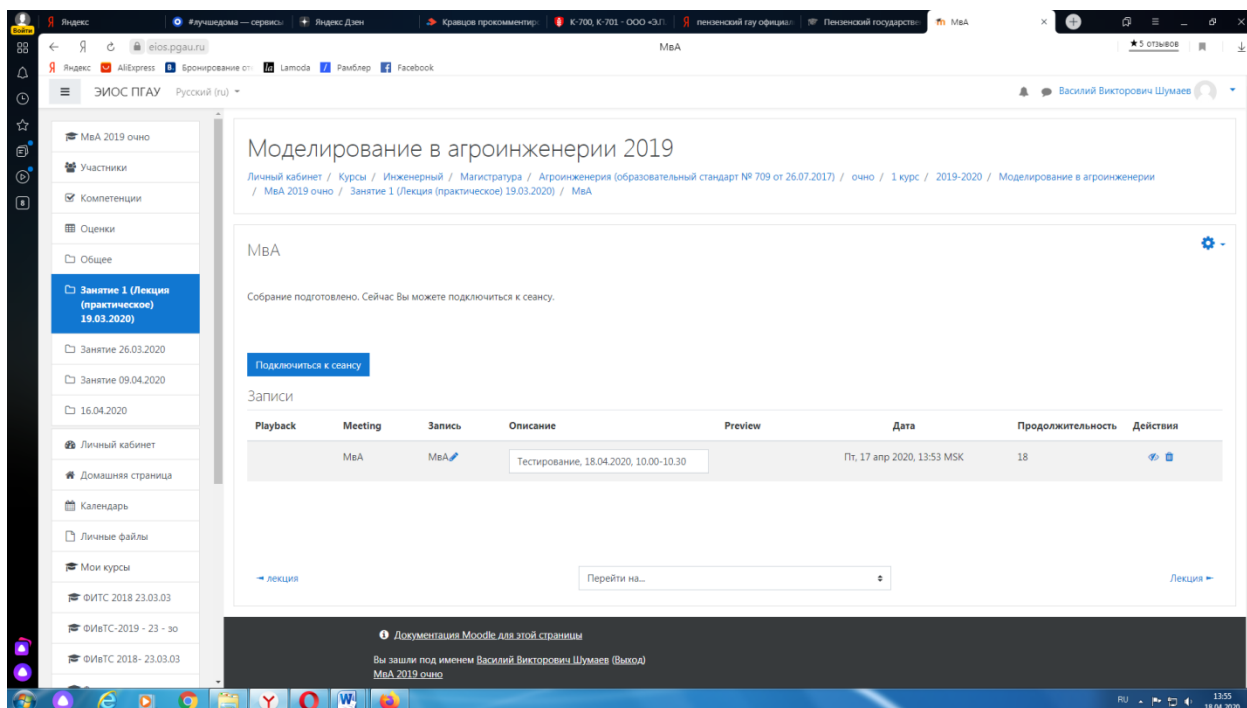 Яндекс
#лучшедома — сервисы
Яндекс Дзен
Кравцов прокомментир
К-700, К-701 - ООО «ЭЛ
пензенский гау официал
Пензенский государстве
МвА
Войти
eios.pgau.ru
МвА
★5 отзывов
Яндекс AliExpress Бронирование от Lamoda Рамблер Facebook
ЭИОС ПГАУ Русский (ru)
Василий Викторович Шумаев
МвА 2019 очно
Участники
Компетенции
Оценки
Общее
Занятие 1 (Лекция
(практическое)
19.03.2020)
Занятие 26.03.2020
Занятие 09.04.2020
16.04.2020
Личный кабинет
Домашняя страница
Календарь
Личные файлы
Мои курсы
ФИТС 2018 23.03.03
ФИвТС-2019 - 23 - зо
ФИвТС 2018- 23.03.03
Моделирование в агроинженерии 2019
Личный кабинет / Курсы / Инженерный / Магистратура / Агроинженерия (образовательный стандарт № 709 от 26.07.2017) / очно / 1 курс / 2019-2020 / Моделирование в агроинженерии
/ МвА 2019 очно / Занятие 1 (Лекция (практическое) 19.03.2020) / МвА
МвА
Собрание подготовлено. Сейчас Вы можете подключиться к сеансу.
Подключиться к сеансу
Записи
Playback Meeting Запись Описание Preview Дата Продолжительность Действия
МвА МвА Тестирование, 18.04.2020, 10.00-10.30 Пт, 17 апр 2020, 13:53 MSK 18
◄ лекция
Перейти на...
Лекция ►
Документация Moodle для этой страницы
Вы зашли под именем Василий Викторович Шумаев (Выход)
МвА 2019 очно
RU
13:55
18.04.2020